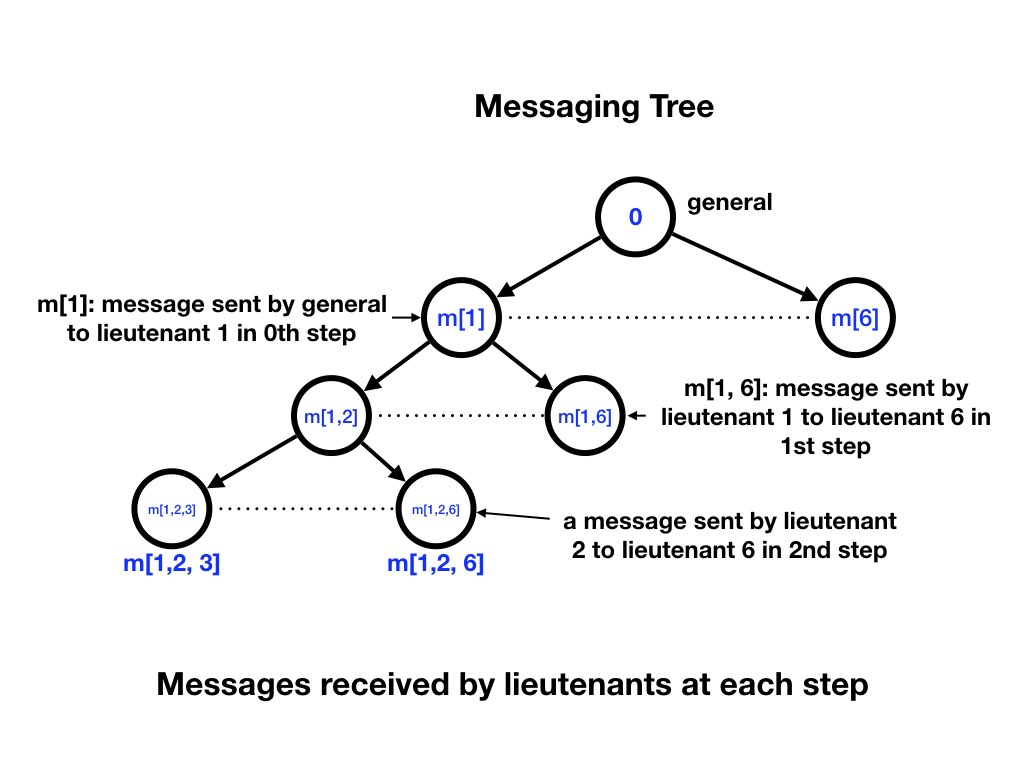 Messaging Tree
0
general
m[1]: message sent by general
to lieutenant 1 in 0th step
m[1]
m[6]
m[1,2]
m[1,6]
m[1, 6]: message sent by
lieutenant 1 to lieutenant 6 in
1st step
m[1,2,3]
m[1,2,6]
a message sent by lieutenant
2 to lieutenant 6 in 2nd step
m[1,2, 3]
m[1,2, 6]
Messages received by lieutenants at each step